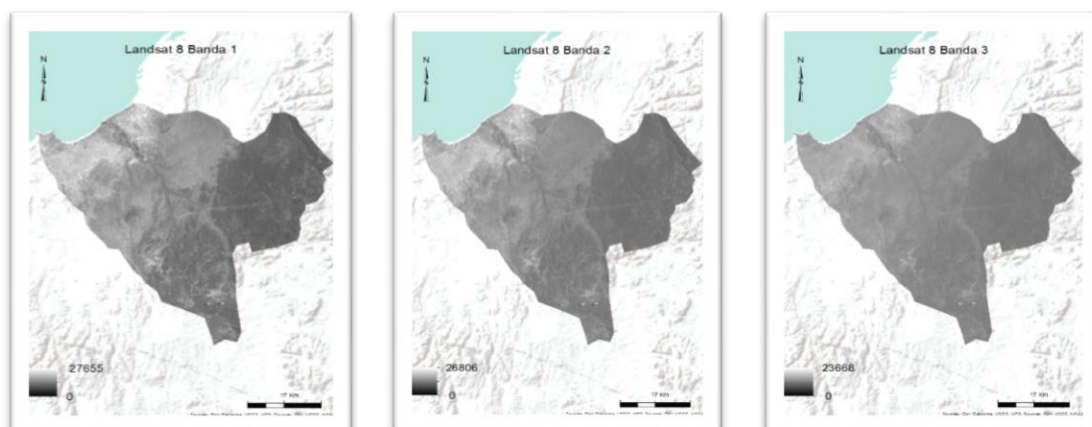 Landsat 8 Banda 1
N
27655
0
17 Km
Landsat 8 Banda 2
N
26806
0
17 Km
Landsat 8 Banda 3
N
23668
0
17 Km